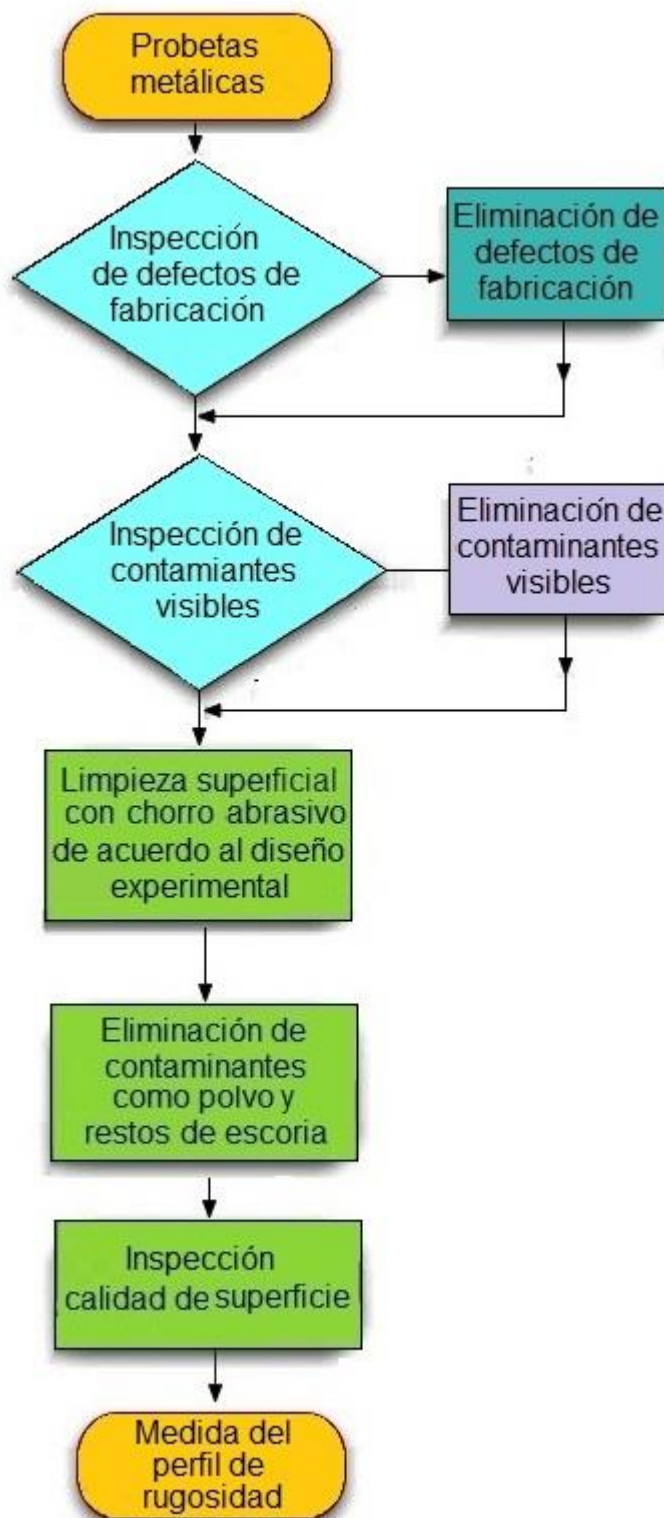 Probetas
metálicas
Inspección
de defectos de
fabricación
Eliminación de
defectos de
fabricación
Inspección de
contamiantes
visibles
Eliminación de
contaminantes
visibles
Limpieza superficial
con chorro abrasivo
de acuerdo al diseño
experimental
Eliminación de
contaminantes
como polvo y
restos de escoria
Inspección
calidad de superficie
Medida del
perfil de
rugosidad